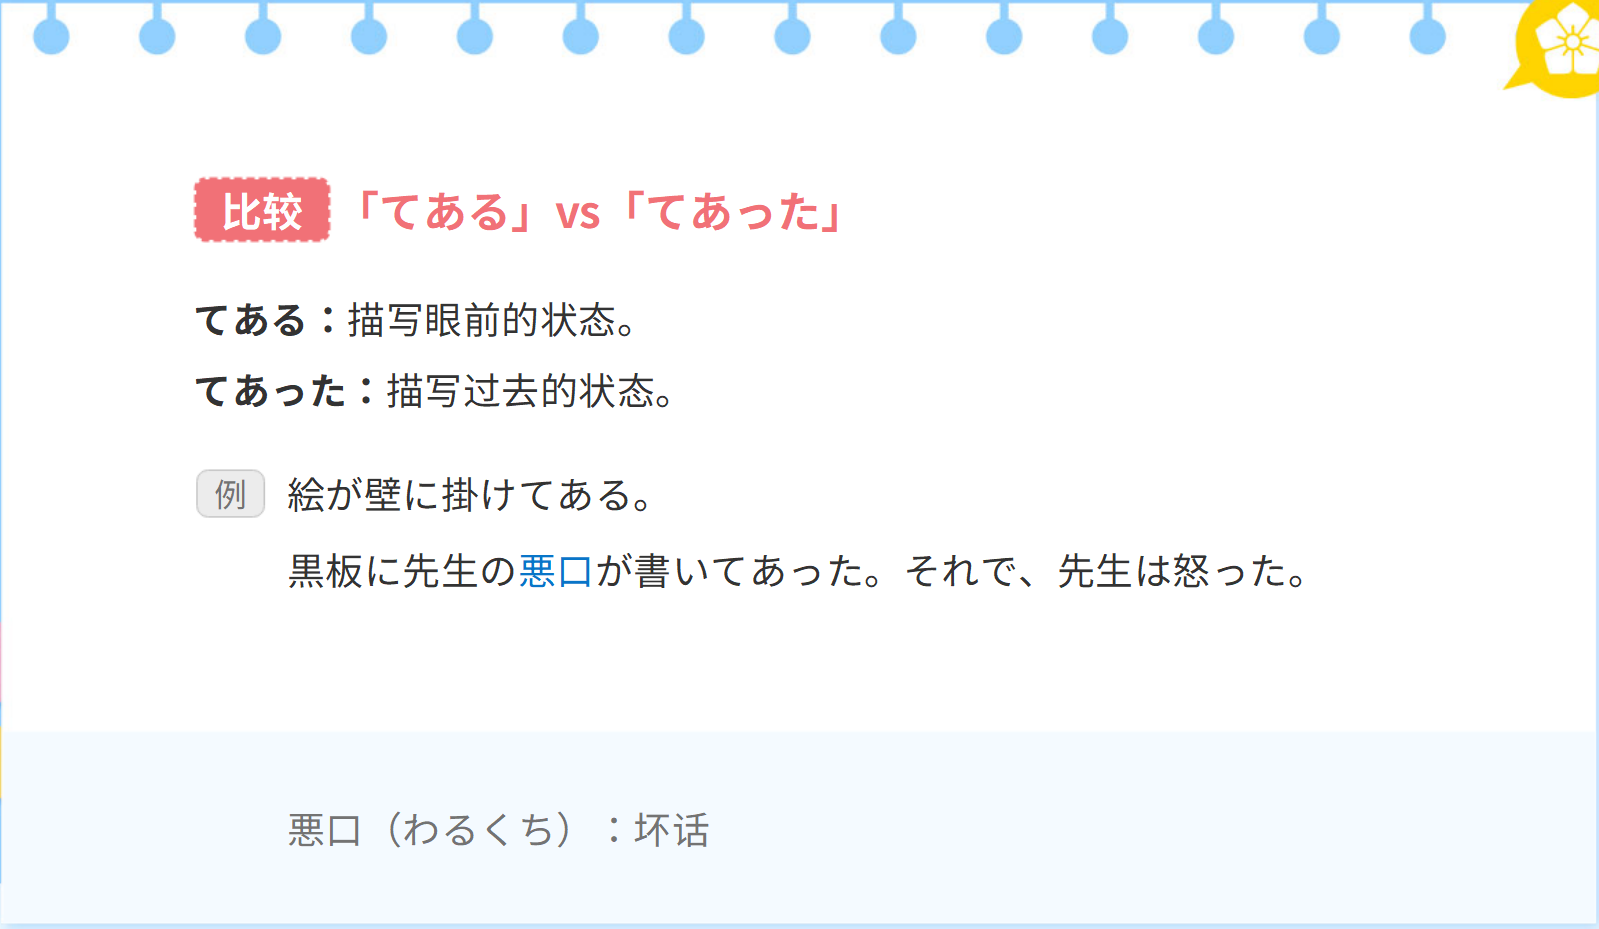 比较 「てある」vs「てあった」
てある：描写眼前的状态。
てあった：描写过去的状态。
例 绘が壁に掛けてある。
黒板に先生の悪口が書いてあった。それで、先生は怒った。
悪口（わるくち）：坏话